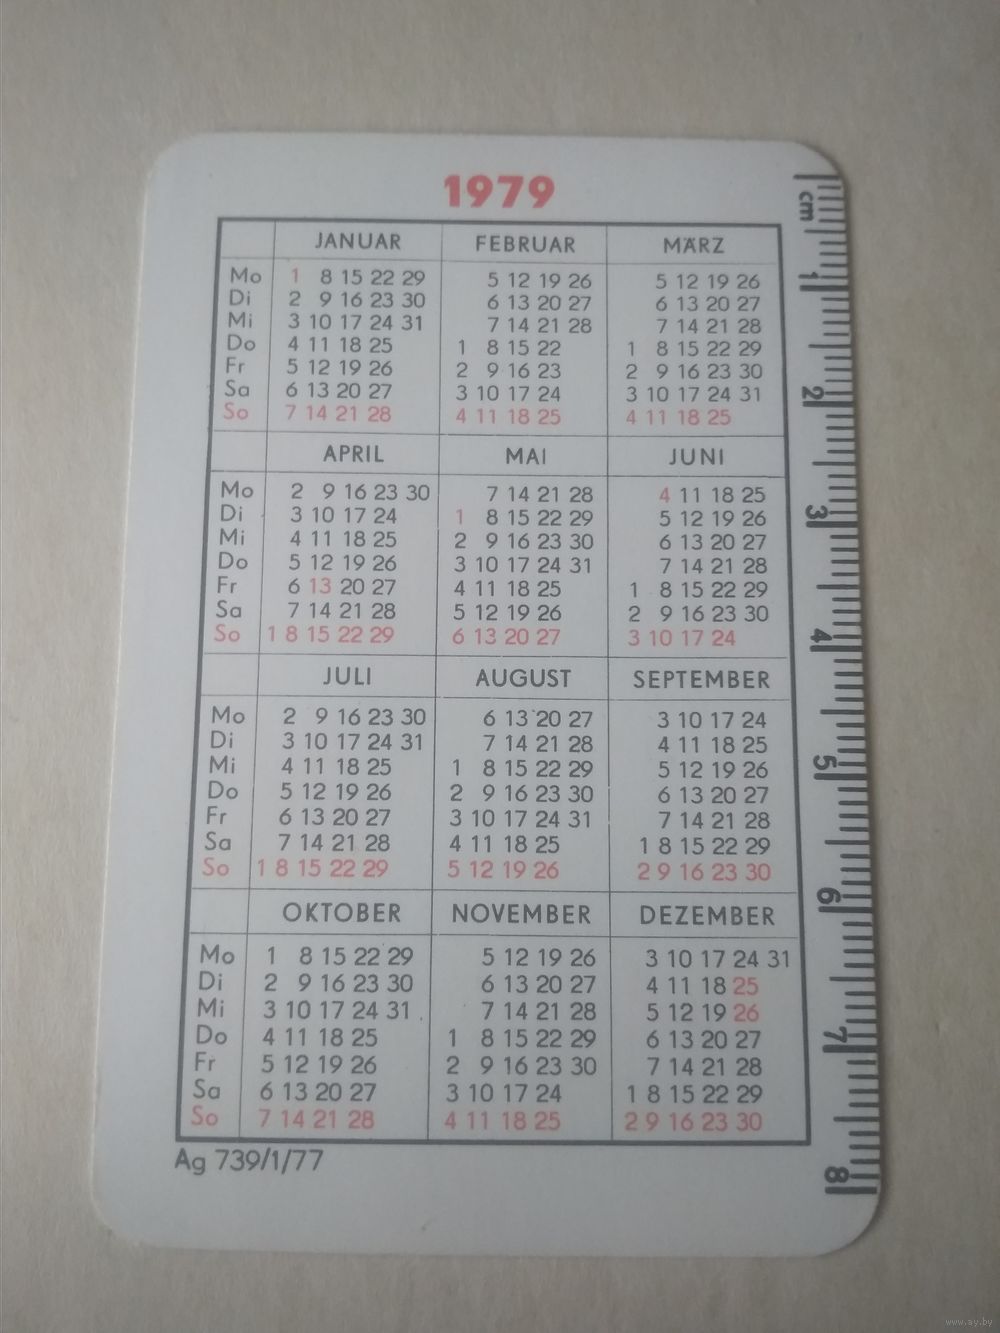 1979
cm
JANUAR FEBRUAR MÄRZ
Mo 1 8 15 22 29 5 12 19 26 5 12 19 26
Di 2 9 16 23 30 6 13 20 27 6 13 20 27
Mi 3 10 17 24 31 7 14 21 28 7 14 21 28
Do 4 11 18 25 1 8 15 22 1 8 15 22 29
Fr 5 12 19 26 2 9 16 23 2 9 16 23 30
Sa 6 13 20 27 3 10 17 24 3 10 17 24 31
So 7 14 21 28 4 11 18 25 4 11 18 25
APRIL MAI JUNI
Mo 2 9 16 23 30 7 14 21 28 4 11 18 25
Di 3 10 17 24 1 8 15 22 29 5 12 19 26
Mi 4 11 18 25 2 9 16 23 30 6 13 20 27
Do 5 12 19 26 3 10 17 24 31 7 14 21 28
Fr 6 13 20 27 4 11 18 25 1 8 15 22 29
Sa 7 14 21 28 5 12 19 26 2 9 16 23 30
So 1 8 15 22 29 6 13 20 27 3 10 17 24
JULI AUGUST SEPTEMBER
Mo 2 9 16 23 30 6 13 20 27 3 10 17 24
Di 3 10 17 24 31 7 14 21 28 4 11 18 25
Mi 4 11 18 25 1 8 15 22 29 5 12 19 26
Do 5 12 19 26 2 9 16 23 30 6 13 20 27
Fr 6 13 20 27 3 10 17 24 31 7 14 21 28
Sa 7 14 21 28 4 11 18 25 1 8 15 22 29
So 1 8 15 22 29 5 12 19 26 2 9 16 23 30
OKTOBER NOVEMBER DEZEMBER
Mo 1 8 15 22 29 5 12 19 26 3 10 17 24 31
Di 2 9 16 23 30 6 13 20 27 4 11 18 25
Mi 3 10 17 24 31 7 14 21 28 5 12 19 26
Do 4 11 18 25 1 8 15 22 29 6 13 20 27
Fr 5 12 19 26 2 9 16 23 30 7 14 21 28
Sa 6 13 20 27 3 10 17 24 1 8 15 22 29
So 7 14 21 28 4 11 18 25 2 9 16 23 30
Ag 739/1/77
1
2
3
4
5
6
7
8
www.ay.by